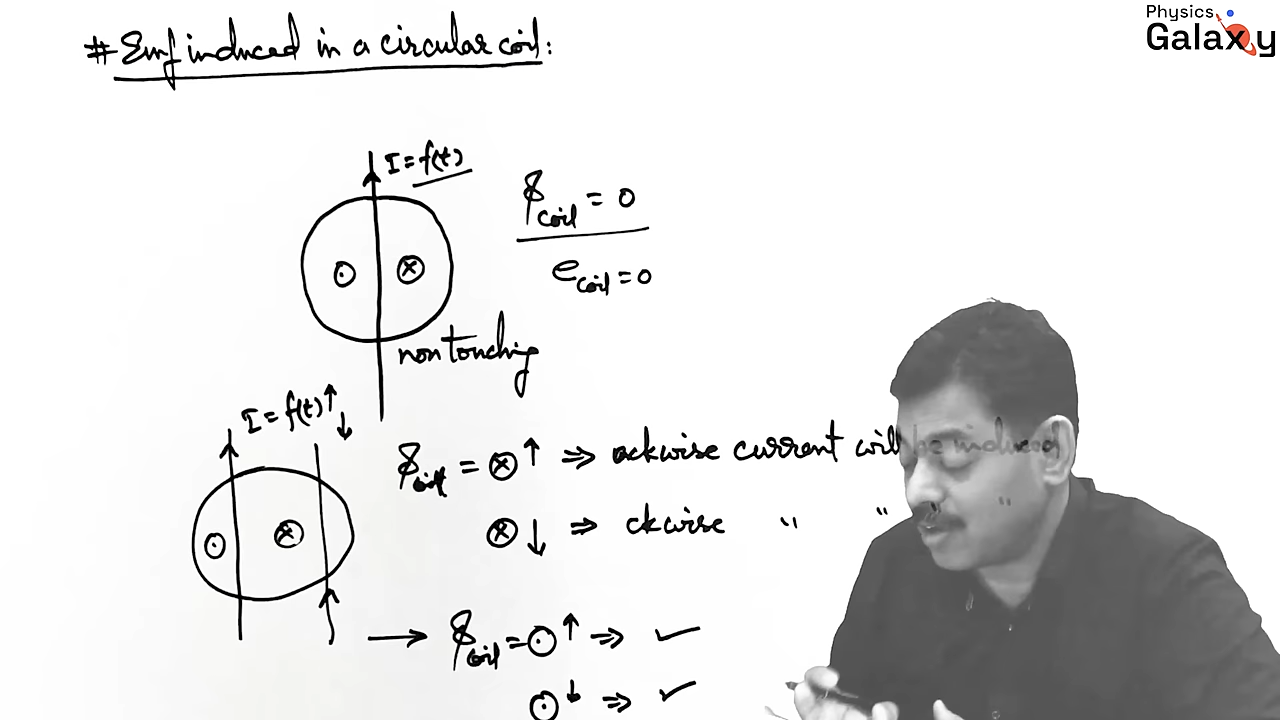 Physics
Galaxy
# Emf induced in a circular coil:
I = f(t)
ϕcoil = 0
ecoil = 0
⊙ ⊗
non touching
I = f(t) ↑ ↓
ϕcoil = ⊗ ↑ ⇒ ackwise current will be induced
⊙ ⊗
⊗ ↓ ⇒ ckwise " " "
→ ϕcoil = ⊙ ↑ ⇒ ✓
⊙ ↓ ⇒ ✓